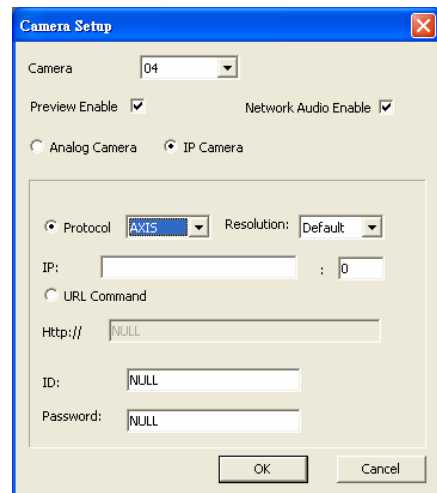 Camera Setup
Camera 04
Preview Enable Network Audio Enable
Analog Camera IP Camera
Protocol AXIS Resolution: Default
IP: : 0
URL Command
Http:// NULL
ID: NULL
Password: NULL
OK Cancel